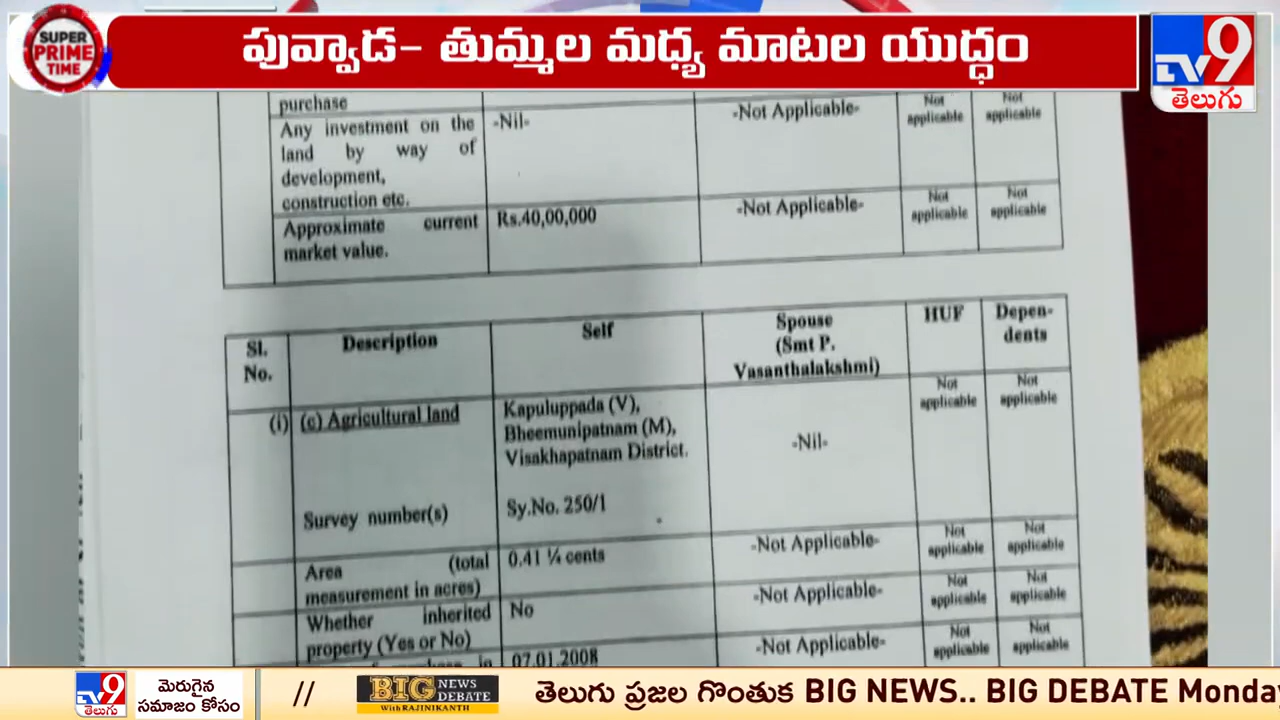 SUPER
PRIME
TIME
పువ్వాడ- తుమ్మల మధ్య మాటల యుద్ధం
TV9
తెలుగు
purchase
Not applicable
Not applicable
Any investment on the land by way of development, construction etc.
-Nil-
-Not Applicable-
Approximate current market value.
Rs.40,00,000
-Not Applicable-
Not applicable
Not applicable
Sl. No.
Description
Self
Spouse (Smt P. Vasanthalakshmi)
HUF
Depen-dents
(i)
(c) Agricultural land
Kapuluppada (V),
Bheemunipatnam (M),
Visakhapatnam District.
-Nil-
Not applicable
Not applicable
Survey number(s)
Sy.No. 250/1
Area (total measurement in acres)
0.41 ¼ cents
-Not Applicable-
Not applicable
Not applicable
Whether inherited property (Yes or No)
No
-Not Applicable-
Not applicable
Not applicable
07.01.2008
-Not Applicable-
Not applicable
Not applicable
TV9
తెలుగు
మెరుగైన
సమాజం కోసం
//
BIG NEWS DEBATE
With RAJINIKANTH
తెలుగు ప్రజల గొంతుక BIG NEWS.. BIG DEBATE Monday